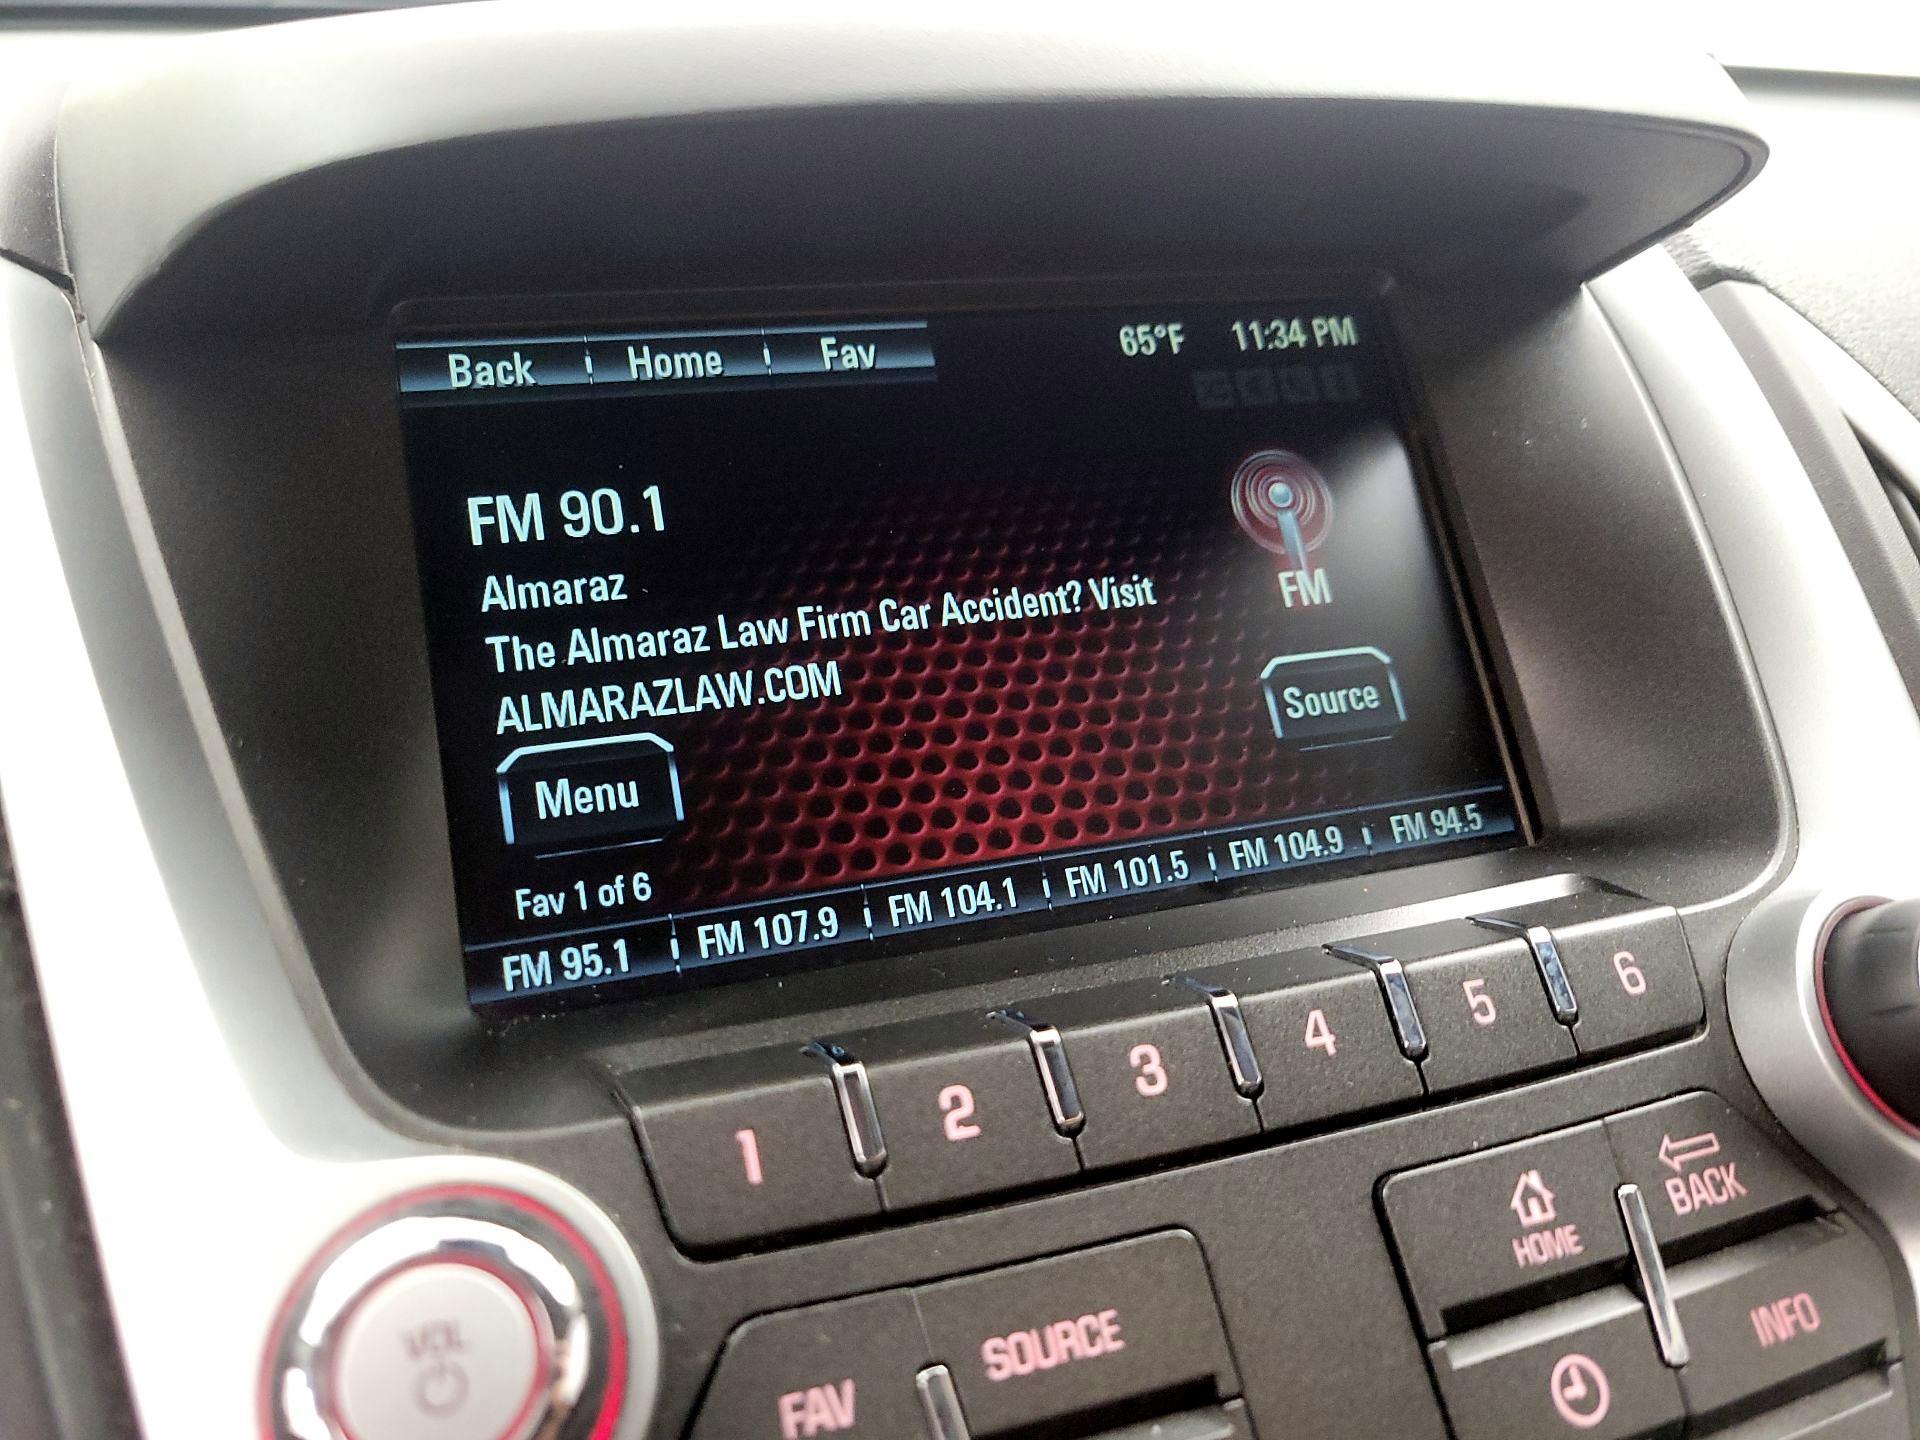 Back Home Fav 65°F 11:34 PM
FM 90.1
Almaraz
The Almaraz Law Firm Car Accident? Visit
ALMARAZLAW.COM
FM
Source
Menu
Fav 1 of 6
FM 95.1 FM 107.9 FM 104.1 FM 101.5 FM 104.9 FM 94.5
1 2 3 4 5 6
BACK
HOME
INFO
VOL
SOURCE
FAV